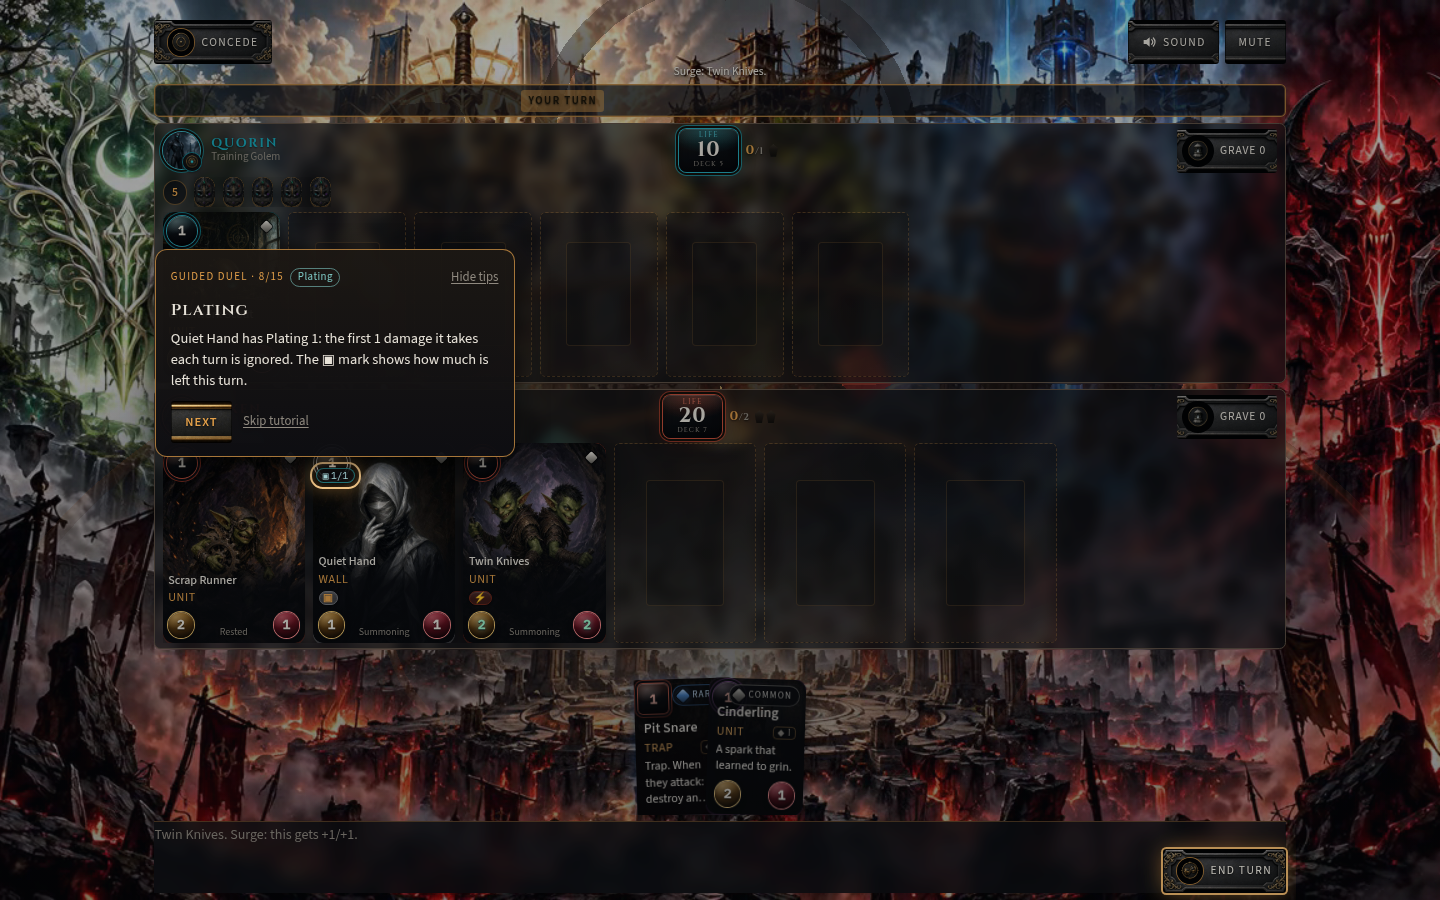 CONCEDE
SOUND
MUTE
Surge: Twin Knives.
YOUR TURN
QUORIN
Training Golem
LIFE
10
DECK 5
0/1
GRAVE 0
5
1
GUIDED DUEL · 8/15
Plating
Hide tips
PLATING
Quiet Hand has Plating 1: the first 1 damage it takes
each turn is ignored. The ▣ mark shows how much is
left this turn.
NEXT
Skip tutorial
LIFE
20
DECK 7
0/2
GRAVE 0
1
Scrap Runner
UNIT
2
Rested
1
1
▣ 1/1
Quiet Hand
WALL
1
Summoning
1
1
Twin Knives
UNIT
2
Summoning
2
1
RAR
Pit Snare
TRAP
Trap. When
they attack:
destroy an..
1
COMMON
Cinderling
UNIT
A spark that
learned to grin.
2
1
Twin Knives. Surge: this gets +1/+1.
END TURN